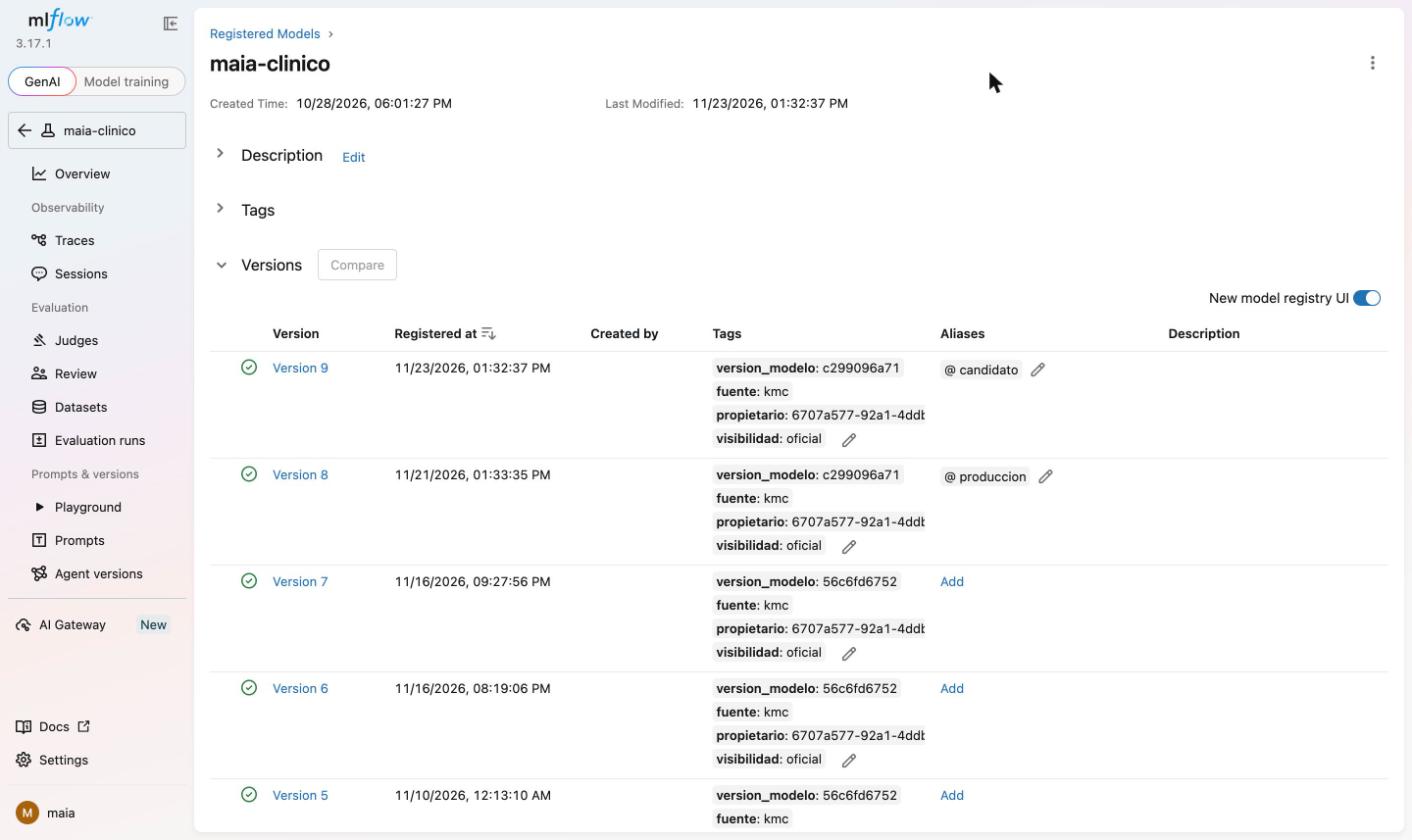 mlflow
3.17.1
GenAI Model training
maia-clinico
Overview
Observability
Traces
Sessions
Evaluation
Judges
Review
Datasets
Evaluation runs
Prompts & versions
Playground
Prompts
Agent versions
AI Gateway New
Docs
Settings
M maia
Registered Models
maia-clinico
Created Time: 10/28/2026, 06:01:27 PM Last Modified: 11/23/2026, 01:32:37 PM
Description Edit
Tags
Versions Compare
New model registry UI
Version Registered at Created by Tags Aliases Description
Version 9 11/23/2026, 01:32:37 PM version_modelo: c299096a71 @ candidato
fuente: kmc
propietario: 6707a577-92a1-4ddb
visibilidad: oficial
Version 8 11/21/2026, 01:33:35 PM version_modelo: c299096a71 @ produccion
fuente: kmc
propietario: 6707a577-92a1-4ddb
visibilidad: oficial
Version 7 11/16/2026, 09:27:56 PM version_modelo: 56c6fd6752 Add
fuente: kmc
propietario: 6707a577-92a1-4ddb
visibilidad: oficial
Version 6 11/16/2026, 08:19:06 PM version_modelo: 56c6fd6752 Add
fuente: kmc
propietario: 6707a577-92a1-4ddb
visibilidad: oficial
Version 5 11/10/2026, 12:13:10 AM version_modelo: 56c6fd6752 Add
fuente: kmc